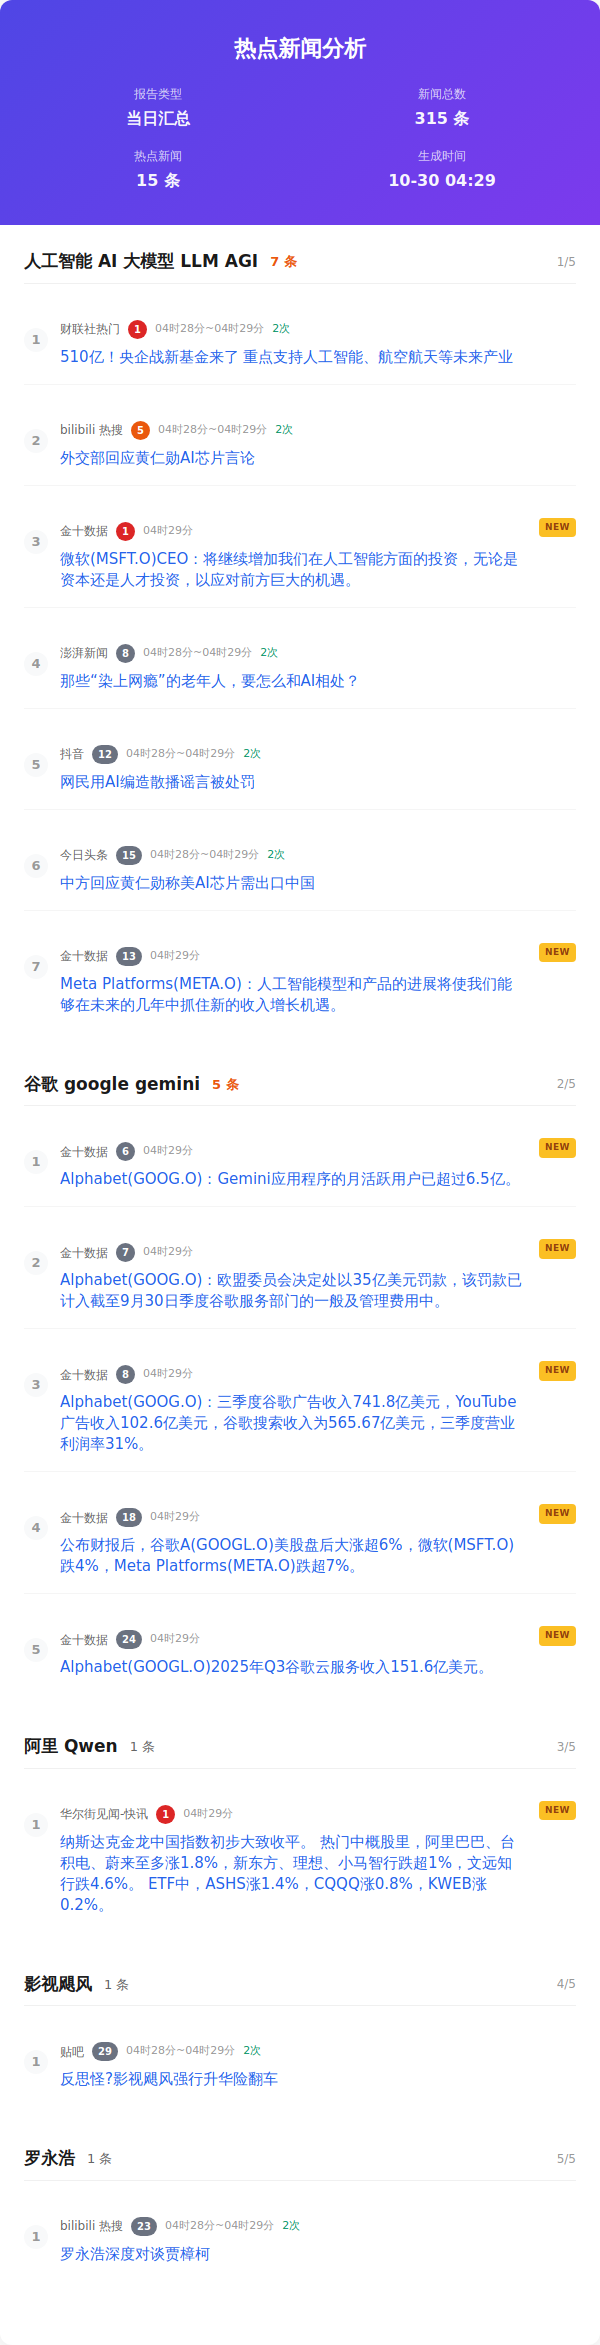 热点新闻分析
报告类型
新闻总数
当日汇总
315 条
热点新闻
生成时间
15 条
10-30 04:29
人工智能 AI 大模型 LLM AGI 7 条 1/5
1
财联社热门 1 04时28分~04时29分 2次
510亿！央企战新基金来了 重点支持人工智能、航空航天等未来产业
2
bilibili 热搜 5 04时28分~04时29分 2次
外交部回应黄仁勋AI芯片言论
3
金十数据 1 04时29分 NEW
微软(MSFT.O)CEO：将继续增加我们在人工智能方面的投资，无论是
资本还是人才投资，以应对前方巨大的机遇。
4
澎湃新闻 8 04时28分~04时29分 2次
那些“染上网瘾”的老年人，要怎么和AI相处？
5
抖音 12 04时28分~04时29分 2次
网民用AI编造散播谣言被处罚
6
今日头条 15 04时28分~04时29分 2次
中方回应黄仁勋称美AI芯片需出口中国
7
金十数据 13 04时29分 NEW
Meta Platforms(META.O)：人工智能模型和产品的进展将使我们能
够在未来的几年中抓住新的收入增长机遇。
谷歌 google gemini 5 条 2/5
1
金十数据 6 04时29分 NEW
Alphabet(GOOG.O)：Gemini应用程序的月活跃用户已超过6.5亿。
2
金十数据 7 04时29分 NEW
Alphabet(GOOG.O)：欧盟委员会决定处以35亿美元罚款，该罚款已
计入截至9月30日季度谷歌服务部门的一般及管理费用中。
3
金十数据 8 04时29分 NEW
Alphabet(GOOG.O)：三季度谷歌广告收入741.8亿美元，YouTube
广告收入102.6亿美元，谷歌搜索收入为565.67亿美元，三季度营业
利润率31%。
4
金十数据 18 04时29分 NEW
公布财报后，谷歌A(GOOGL.O)美股盘后大涨超6%，微软(MSFT.O)
跌4%，Meta Platforms(META.O)跌超7%。
5
金十数据 24 04时29分 NEW
Alphabet(GOOGL.O)2025年Q3谷歌云服务收入151.6亿美元。
阿里 Qwen 1 条 3/5
1
华尔街见闻-快讯 1 04时29分 NEW
纳斯达克金龙中国指数初步大致收平。 热门中概股里，阿里巴巴、台
积电、蔚来至多涨1.8%，新东方、理想、小马智行跌超1%，文远知
行跌4.6%。 ETF中，ASHS涨1.4%，CQQQ涨0.8%，KWEB涨
0.2%。
影视飓风 1 条 4/5
1
贴吧 29 04时28分~04时29分 2次
反思怪?影视飓风强行升华险翻车
罗永浩 1 条 5/5
1
bilibili 热搜 23 04时28分~04时29分 2次
罗永浩深度对谈贾樟柯